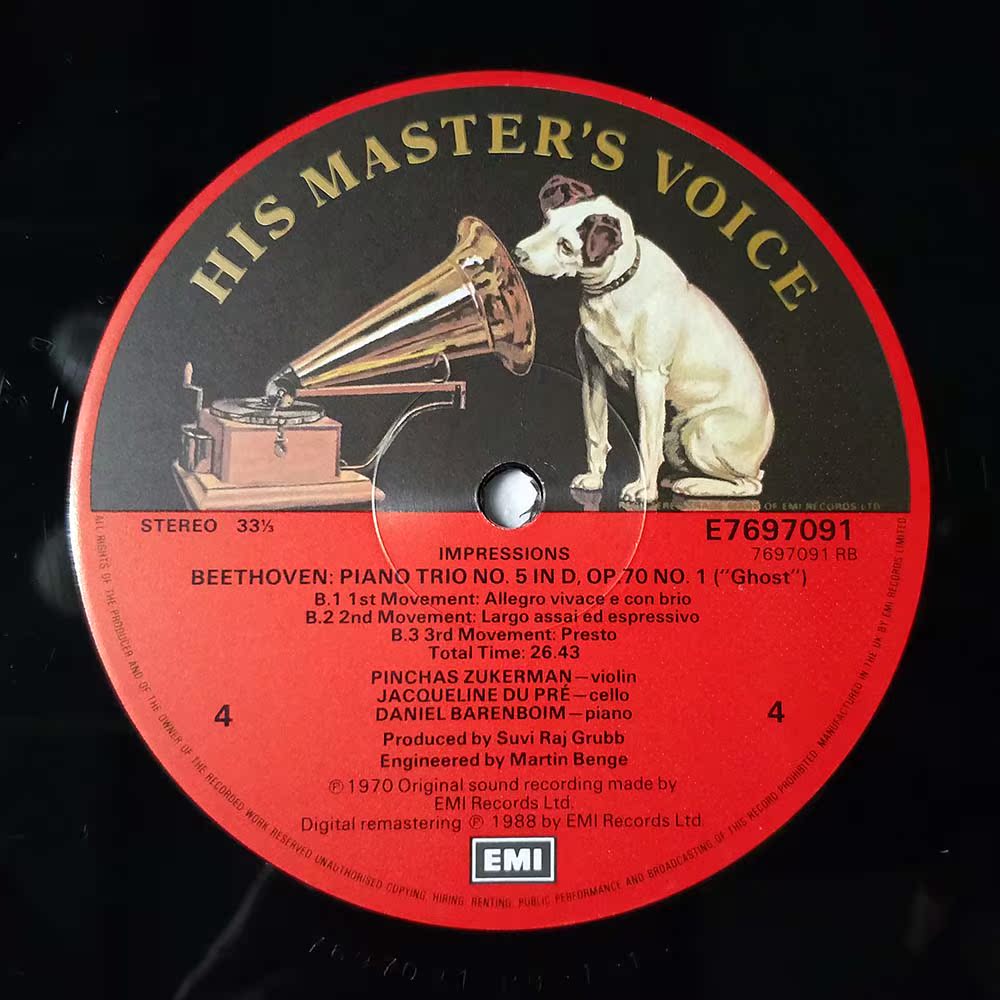 HIS MASTER'S VOICE
OF EMI RECORDS LTD
STEREO 33⅓
E7697091
7697091 RB
IMPRESSIONS
BEETHOVEN: PIANO TRIO NO. 5 IN D, OP.70 NO. 1 ("Ghost")
B.1 1st Movement: Allegro vivace e con brio
B.2 2nd Movement: Largo assai ed espressivo
B.3 3rd Movement: Presto
Total Time: 26.43
PINCHAS ZUKERMAN—violin
JACQUELINE DU PRÉ—cello
DANIEL BARENBOIM—piano
4
4
Produced by Suvi Raj Grubb
Engineered by Martin Benge
℗ 1970 Original sound recording made by
EMI Records Ltd.
Digital remastering ℗ 1988 by EMI Records Ltd.
EMI
ALL RIGHTS OF THE PRODUCER AND OF THE OWNER OF THE RECORDED WORK RESERVED. UNAUTHORISED COPYING, HIRING, RENTING, PUBLIC PERFORMANCE AND BROADCASTING OF THIS RECORD PROHIBITED. MANUFACTURED IN THE UK BY EMI RECORDS LIMITED